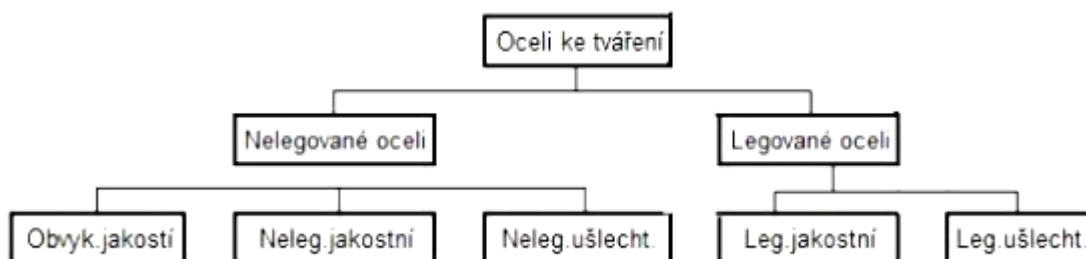 Oceli ke tváření
Nelegované oceli
Legované oceli
Obvyk.jakostí
Neleg.jakostní
Neleg.ušlecht.
Leg.jakostní
Leg.ušlecht.